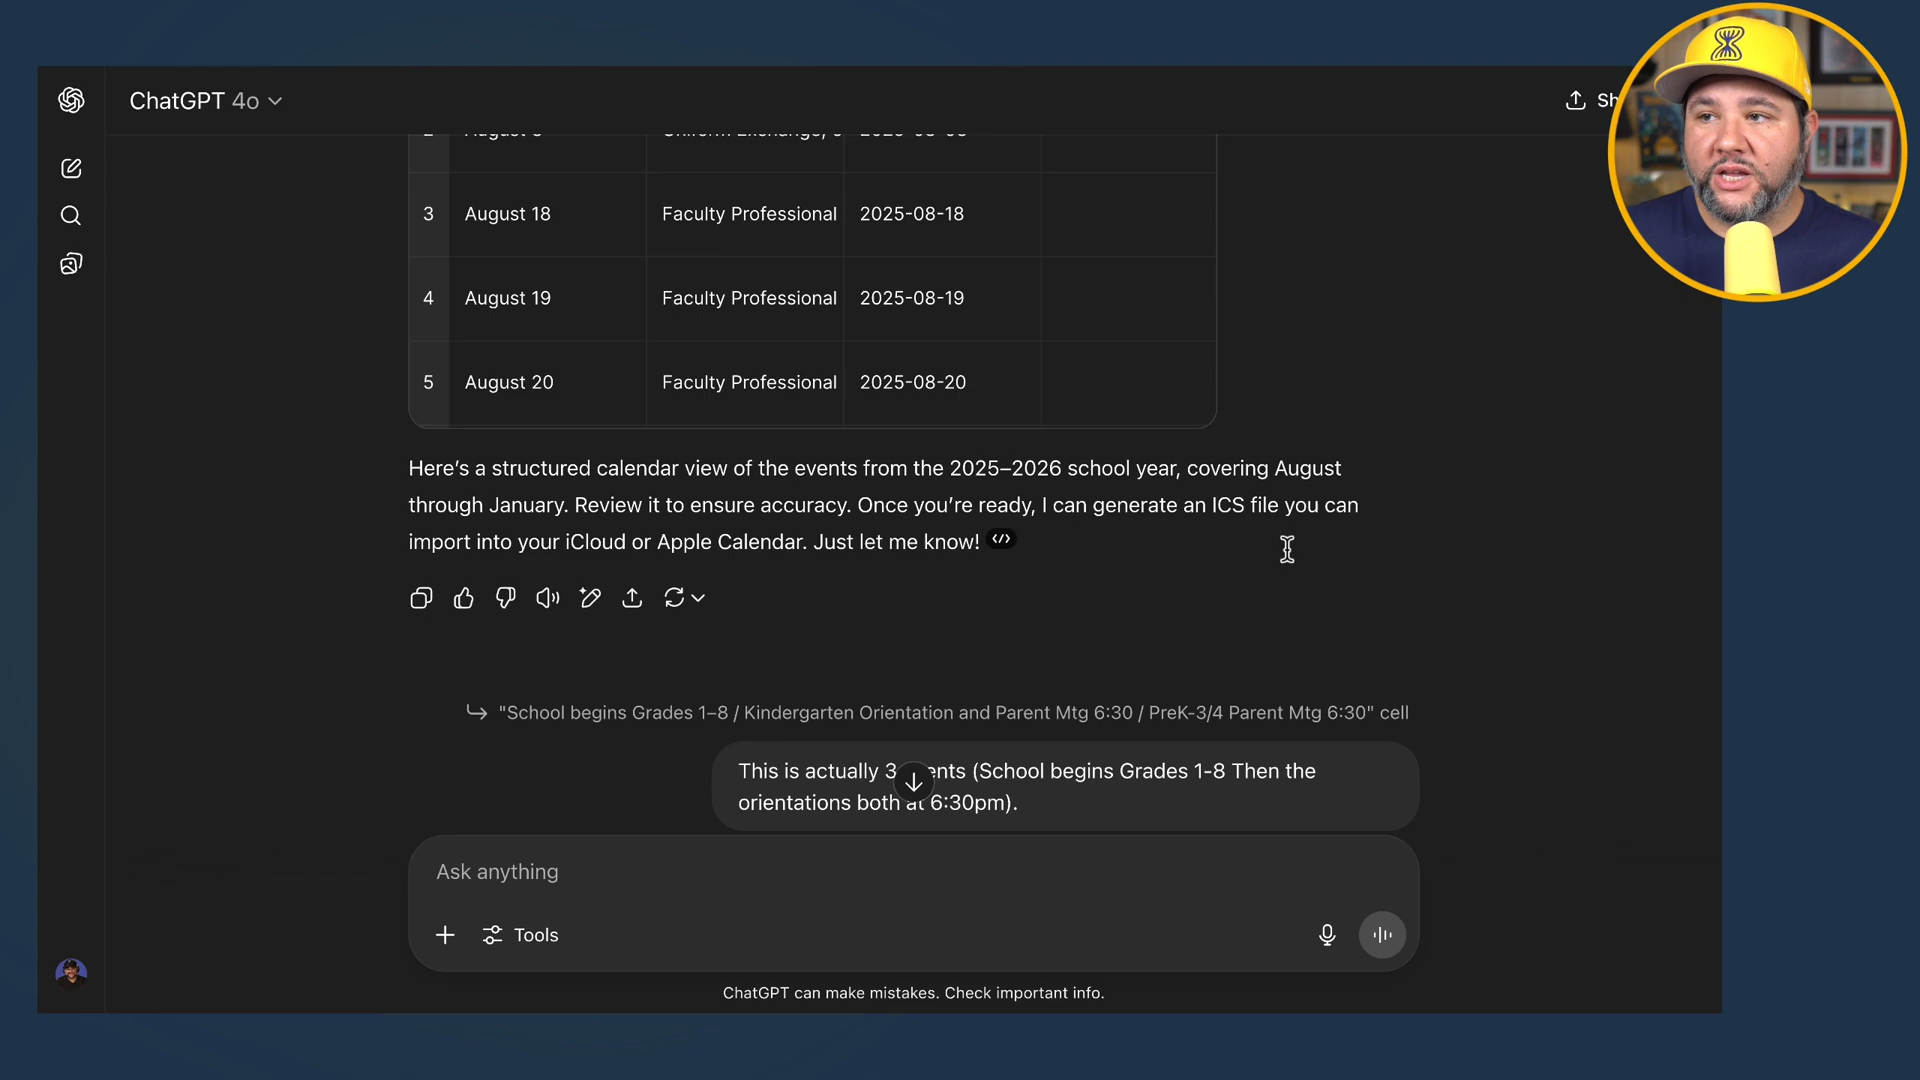 ChatGPT 4o
3 August 18 Faculty Professional 2025-08-18
4 August 19 Faculty Professional 2025-08-19
5 August 20 Faculty Professional 2025-08-20
Here's a structured calendar view of the events from the 2025–2026 school year, covering August
through January. Review it to ensure accuracy. Once you're ready, I can generate an ICS file you can
import into your iCloud or Apple Calendar. Just let me know!
"School begins Grades 1–8 / Kindergarten Orientation and Parent Mtg 6:30 / PreK-3/4 Parent Mtg 6:30" cell
This is actually 3 (School begins Grades 1-8 Then the
orientations both at 6:30pm).
Ask anything
Tools
ChatGPT can make mistakes. Check important info.